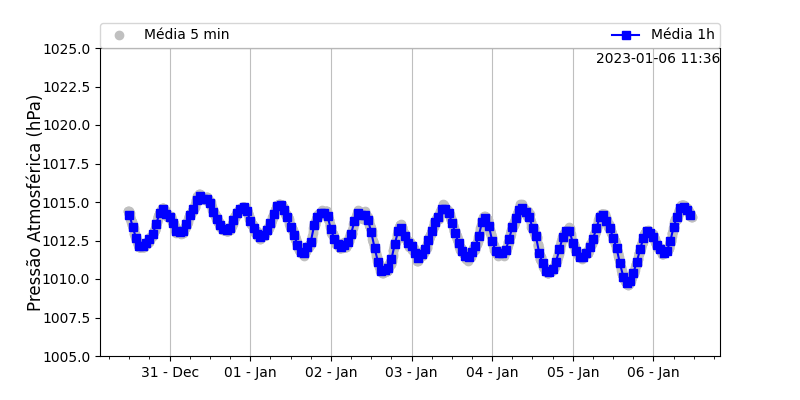 Média 5 min
Média 1h
2023-01-06 11:36
Pressão Atmosférica (hPa)
1025.0
1022.5
1020.0
1017.5
1015.0
1012.5
1010.0
1007.5
1005.0
31 - Dec
01 - Jan
02 - Jan
03 - Jan
04 - Jan
05 - Jan
06 - Jan